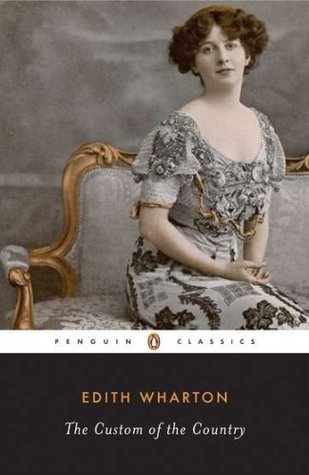 PENGUIN CLASSICS
EDITH WHARTON
The Custom of the Country